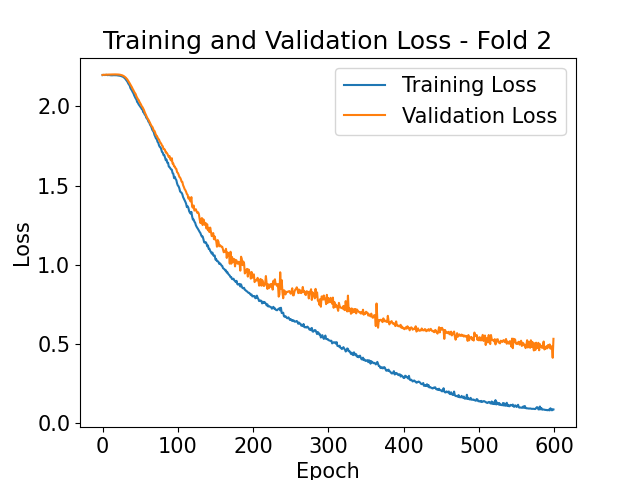 Training and Validation Loss - Fold 2
Training Loss
Validation Loss
Loss
2.0
1.5
1.0
0.5
0.0
0 100 200 300 400 500 600
Epoch